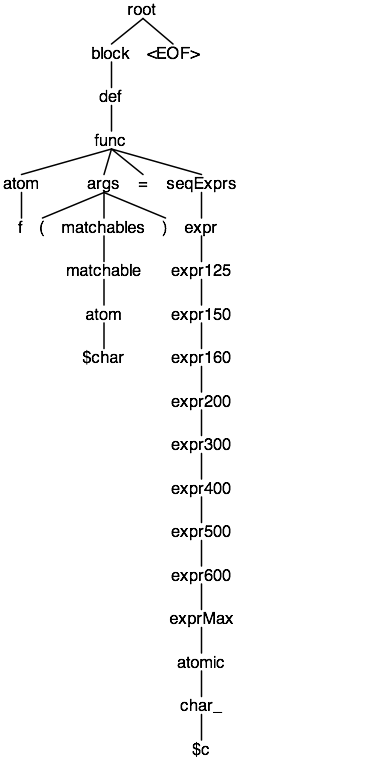 root
block <EOF>
def
func
atom args = seqExprs
f ( matchables ) expr
matchable expr125
atom expr150
$char expr160
expr200
expr300
expr400
expr500
expr600
exprMax
atomic
char_
$c